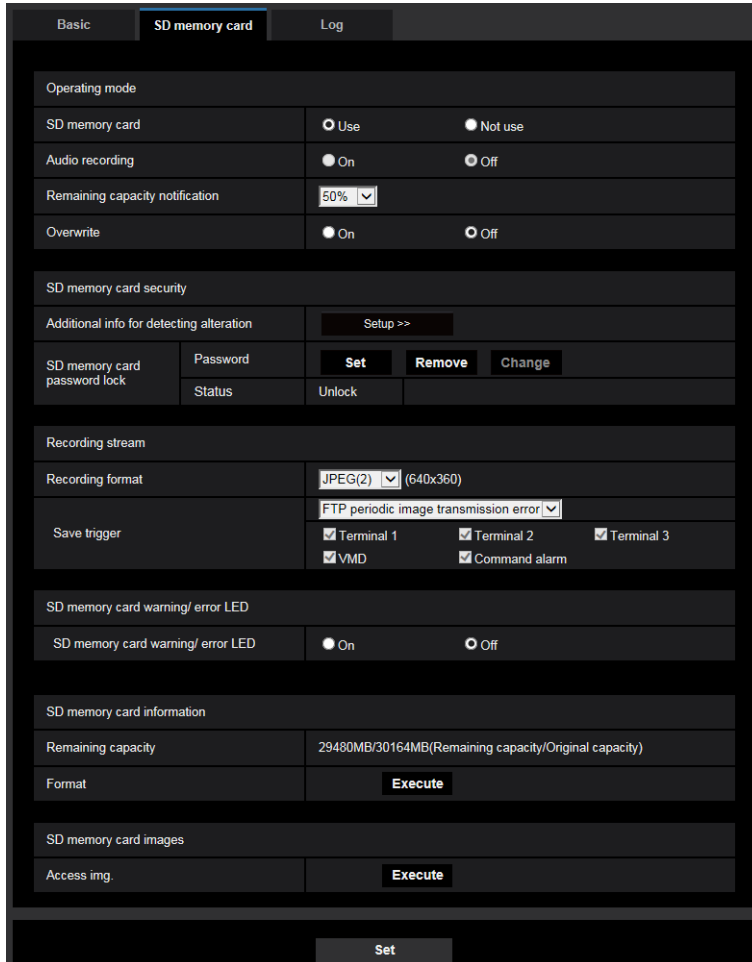 Basic SD memory card Log
Operating mode
SD memory card Use Not use
Audio recording On Off
Remaining capacity notification 50%
Overwrite On Off
SD memory card security
Additional info for detecting alteration Setup >>
SD memory card password lock Password Set Remove Change
Status Unlock
Recording stream
Recording format JPEG(2) (640x360)
Save trigger FTP periodic image transmission error
Terminal 1 Terminal 2 Terminal 3
VMD Command alarm
SD memory card warning/ error LED
SD memory card warning/ error LED On Off
SD memory card information
Remaining capacity 29480MB/30164MB(Remaining capacity/Original capacity)
Format Execute
SD memory card images
Access img. Execute
Set